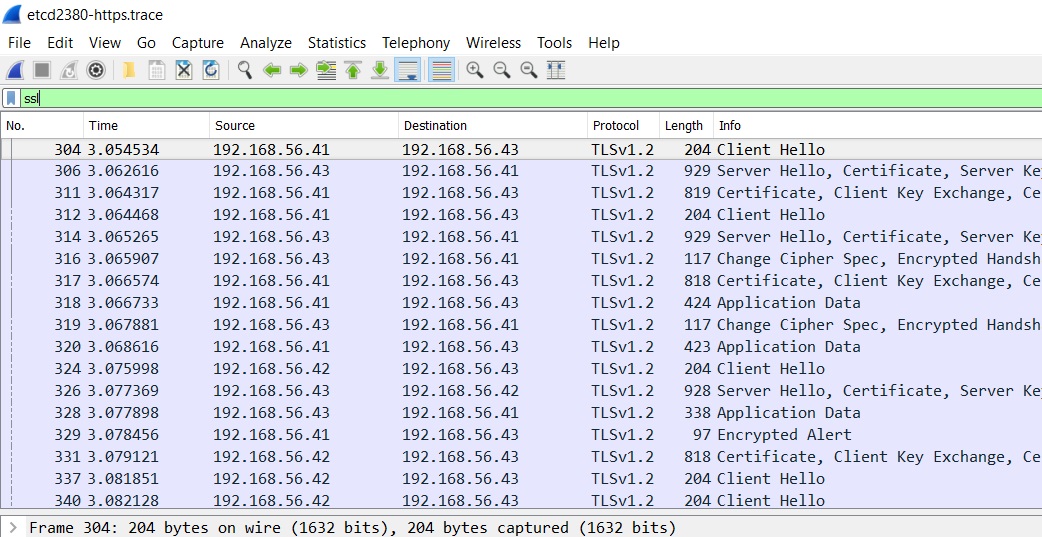 etcd2380-https.trace
File Edit View Go Capture Analyze Statistics Telephony Wireless Tools Help
ssl
No. Time Source Destination Protocol Length Info
304 3.054534 192.168.56.41 192.168.56.43 TLSv1.2 204 Client Hello
306 3.062616 192.168.56.43 192.168.56.41 TLSv1.2 929 Server Hello, Certificate, Server Ke
311 3.064317 192.168.56.41 192.168.56.43 TLSv1.2 819 Certificate, Client Key Exchange, Ce
312 3.064468 192.168.56.41 192.168.56.43 TLSv1.2 204 Client Hello
314 3.065265 192.168.56.43 192.168.56.41 TLSv1.2 929 Server Hello, Certificate, Server Ke
316 3.065907 192.168.56.43 192.168.56.41 TLSv1.2 117 Change Cipher Spec, Encrypted Handsh
317 3.066574 192.168.56.41 192.168.56.43 TLSv1.2 818 Certificate, Client Key Exchange, Ce
318 3.066733 192.168.56.41 192.168.56.43 TLSv1.2 424 Application Data
319 3.067881 192.168.56.43 192.168.56.41 TLSv1.2 117 Change Cipher Spec, Encrypted Handsh
320 3.068616 192.168.56.41 192.168.56.43 TLSv1.2 423 Application Data
324 3.075998 192.168.56.42 192.168.56.43 TLSv1.2 204 Client Hello
326 3.077369 192.168.56.43 192.168.56.42 TLSv1.2 928 Server Hello, Certificate, Server Ke
328 3.077898 192.168.56.43 192.168.56.41 TLSv1.2 338 Application Data
329 3.078456 192.168.56.41 192.168.56.43 TLSv1.2 97 Encrypted Alert
331 3.079121 192.168.56.42 192.168.56.43 TLSv1.2 818 Certificate, Client Key Exchange, Ce
337 3.081851 192.168.56.42 192.168.56.43 TLSv1.2 204 Client Hello
340 3.082128 192.168.56.42 192.168.56.43 TLSv1.2 204 Client Hello
Frame 304: 204 bytes on wire (1632 bits), 204 bytes captured (1632 bits)